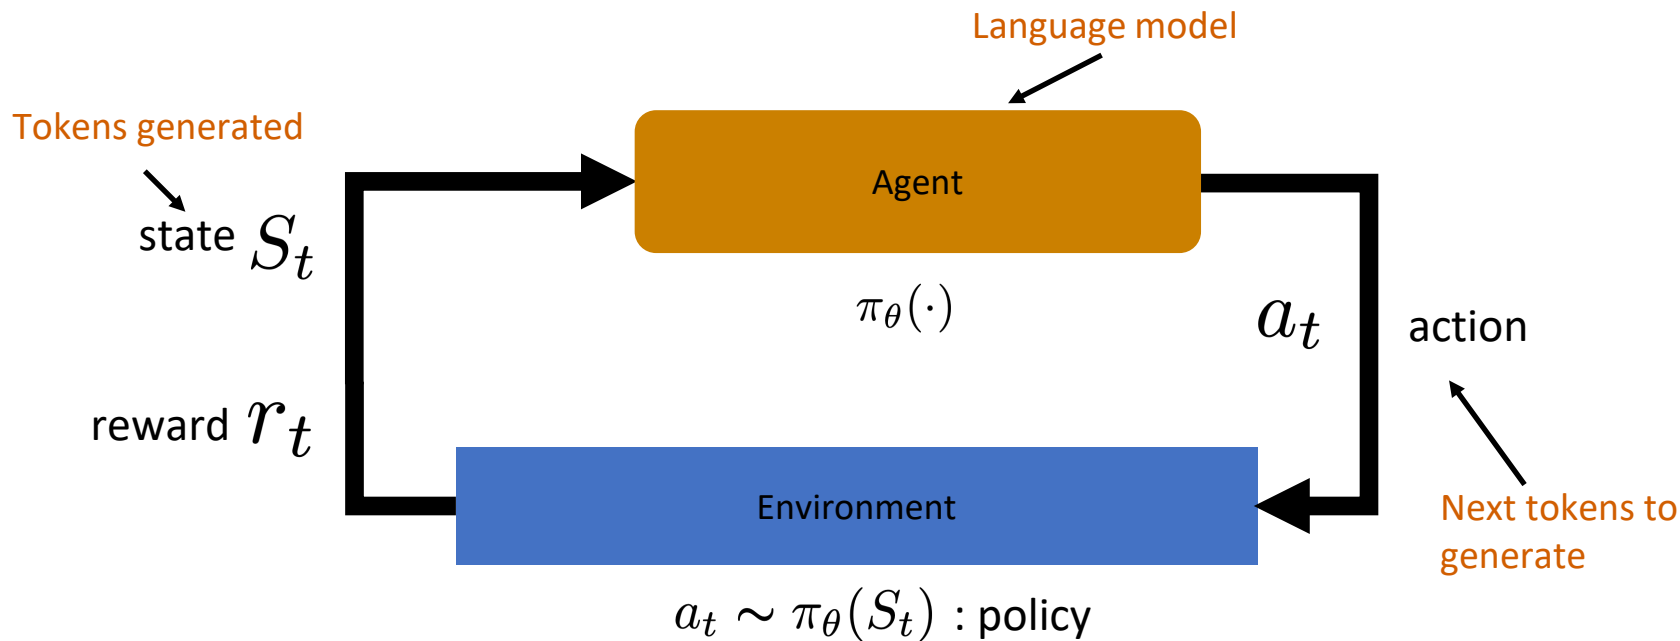 Language model
Tokens generated
Agent
state S_t
π_θ(·)
a_t
action
reward r_t
Environment
Next tokens to
generate
a_t ∼ π_θ(S_t) : policy